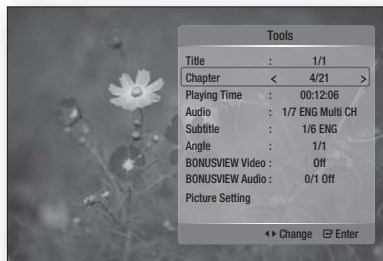 Tools
Title : 1/1
Chapter < 4/21 >
Playing Time : 00:12:06
Audio : 1/7 ENG Multi CH
Subtitle : 1/6 ENG
Angle : 1/1
BONUSVIEW Video : Off
BONUSVIEW Audio : 0/1 Off
Picture Setting
Change Enter